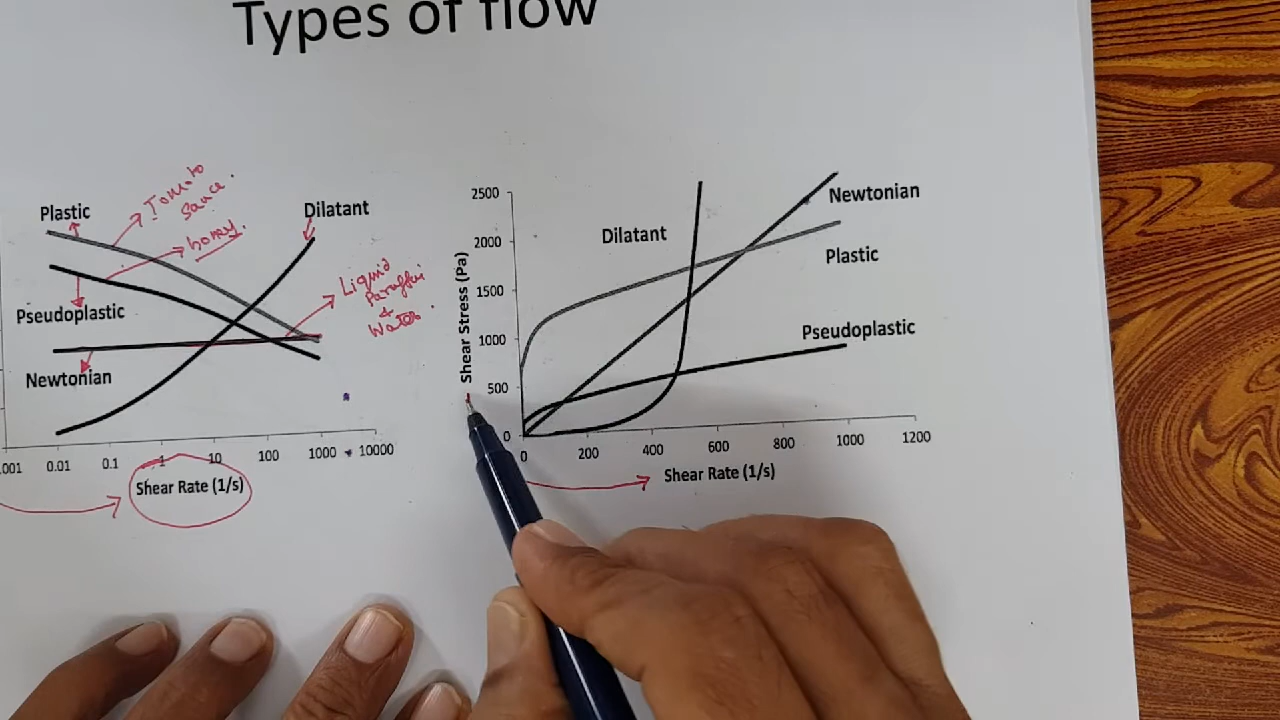 Types of flow
Plastic
Tomato
sauce.
honey.
Dilatant
Pseudoplastic
Liquid
Paraffin
&
Water.
Newtonian
.001 0.01 0.1 1 10 100 1000 10000
Shear Rate (1/s)
2500
2000
1500
1000
500
0
Shear Stress (Pa)
Dilatant
Newtonian
Plastic
Pseudoplastic
0 200 400 600 800 1000 1200
Shear Rate (1/s)